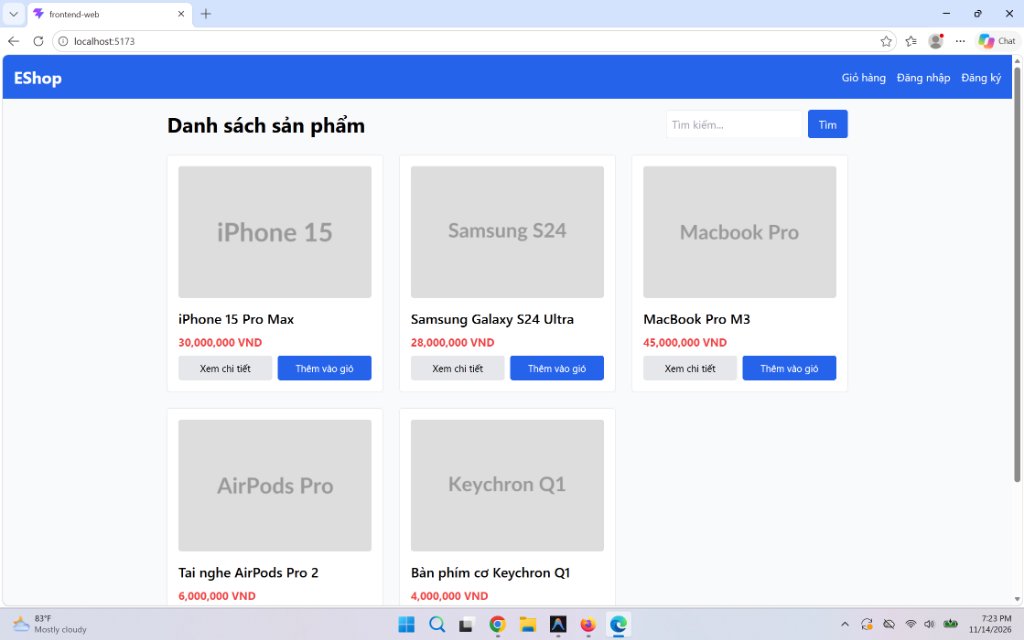 frontend-web
localhost:5173
Chat
EShop
Giỏ hàng Đăng nhập Đăng ký
Danh sách sản phẩm
Tìm kiếm... Tìm
iPhone 15 Samsung S24 Macbook Pro
iPhone 15 Pro Max Samsung Galaxy S24 Ultra MacBook Pro M3
30,000,000 VND 28,000,000 VND 45,000,000 VND
Xem chi tiết Thêm vào giỏ Xem chi tiết Thêm vào giỏ Xem chi tiết Thêm vào giỏ
AirPods Pro Keychron Q1
Tai nghe AirPods Pro 2 Bàn phím cơ Keychron Q1
6,000,000 VND 4,000,000 VND
83°F
Mostly cloudy
7:23 PM
11/14/2026